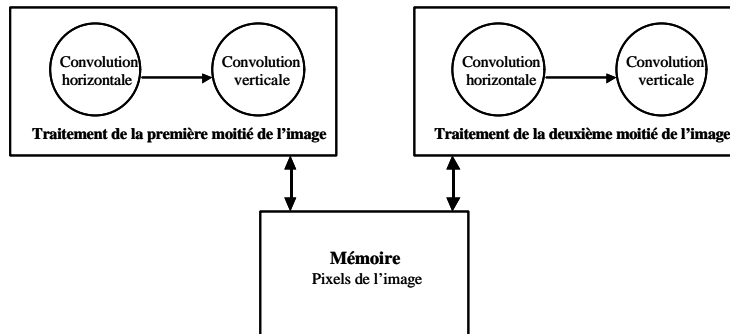 Convolution
horizontale
Convolution
verticale
Traitement de la première moitié de l'image
Convolution
horizontale
Convolution
verticale
Traitement de la deuxième moitié de l'image
Mémoire
Pixels de l'image